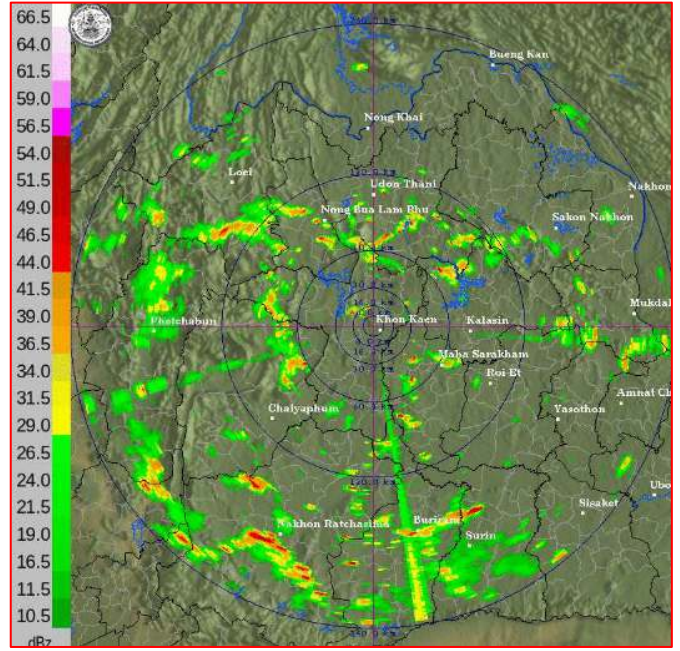 66.5
64.0
61.5
59.0
56.5
54.0
51.5
49.0
46.5
44.0
41.5
39.0
36.5
34.0
31.5
29.0
26.5
24.0
21.5
19.0
16.5
14.0
11.5
10.5
dBz
Bueng Kan
Nong Khai
Loei
Udon Thani
Nakhon
Nong Bua Lam Bhu
Sakon Nakhon
Mukdah
Phetchabun
Khon Kaen
Kalasin
Maha Sarakham
Roi Et
Amnat Ch
Chaiyaphum
Yasothon
Ubo
Sisaket
Nakhon Ratchasima
Buriram
Surin